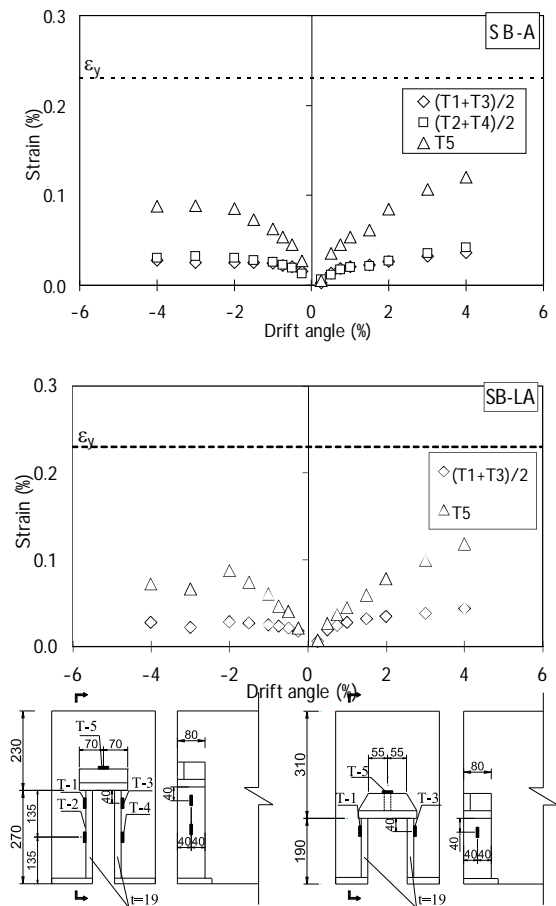 SB-A
0.3
0.2
0.1
0.0
Strain (%)
εy
(T1+T3)/2
(T2+T4)/2
T5
-6 -4 -2 0 2 4 6
Drift angle (%)
SB-LA
0.3
0.2
0.1
0.0
Strain (%)
εy
(T1+T3)/2
T5
-6 -4 -2 0 2 4 6
Drift angle (%)
230
270
135
135
T-5
70 70
T-1
T-2
T-3
T-4
40
t=19
80
40
40 40
310
190
55 55
T-5
T-1
T-3
40
t=19
80
40
40 40